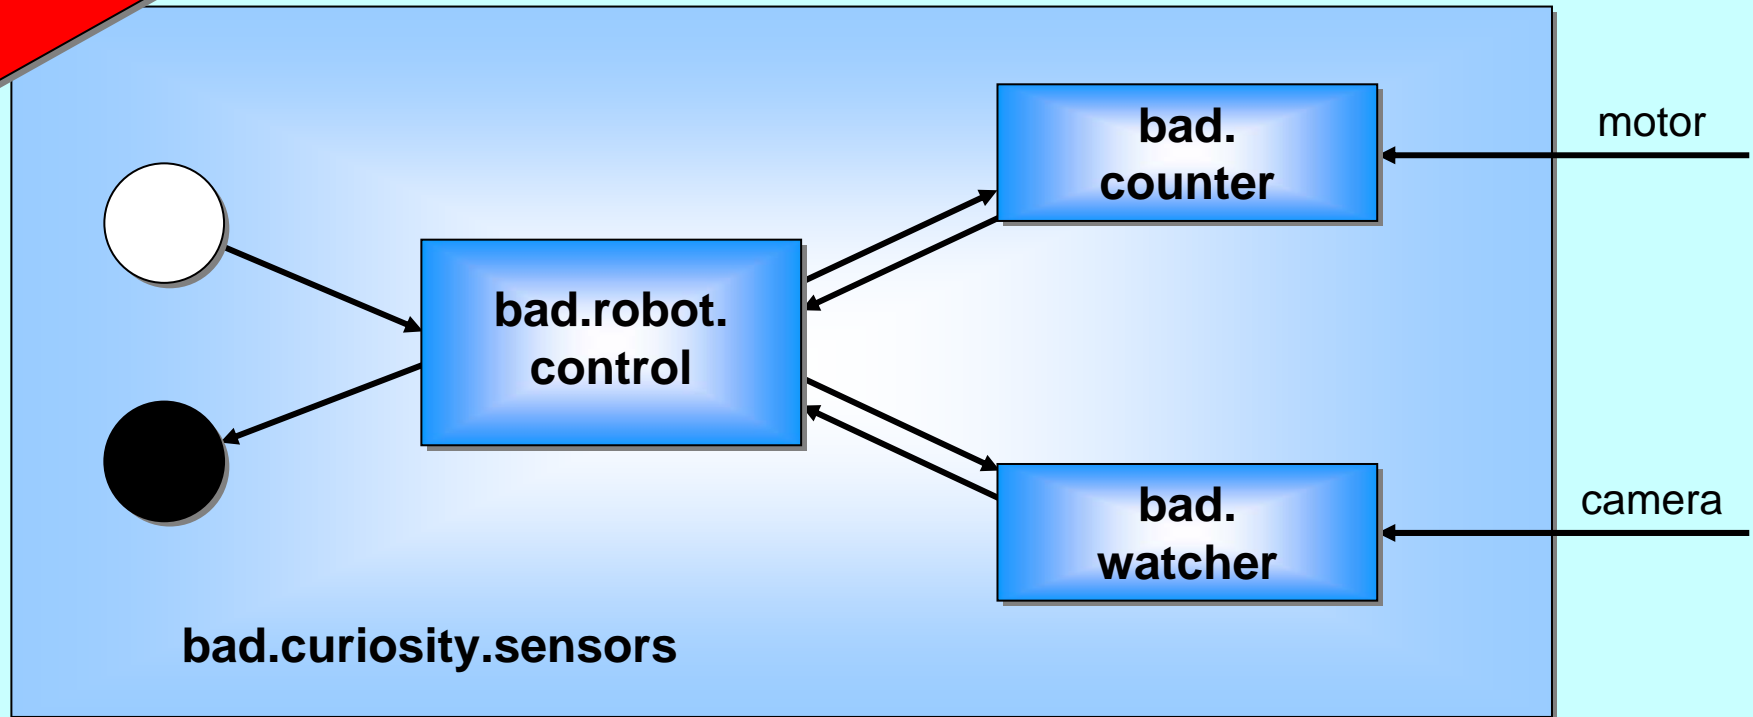 bad.
counter
motor
bad.robot.
control
bad.
watcher
camera
bad.curiosity.sensors